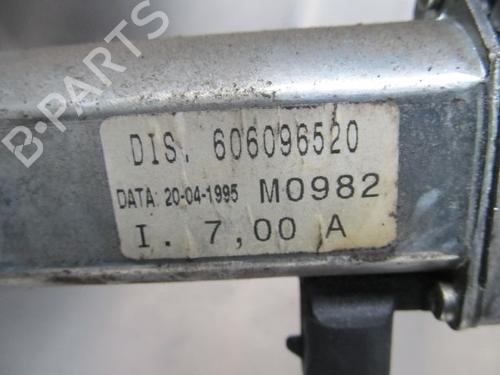 B-PARTS
DIS. 606096520
DATA: 20-04-1995 M0982
I. 7,00 A